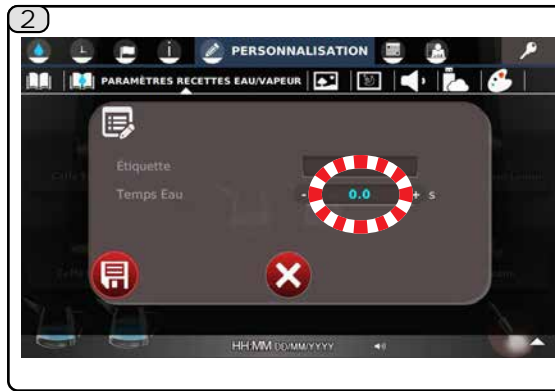 2
PERSONNALISATION
PARAMÈTRES RECETTES EAU/VAPEUR
Étiquette
Temps Eau - 0.0 + s
HH:MM DD/MM/YYYY